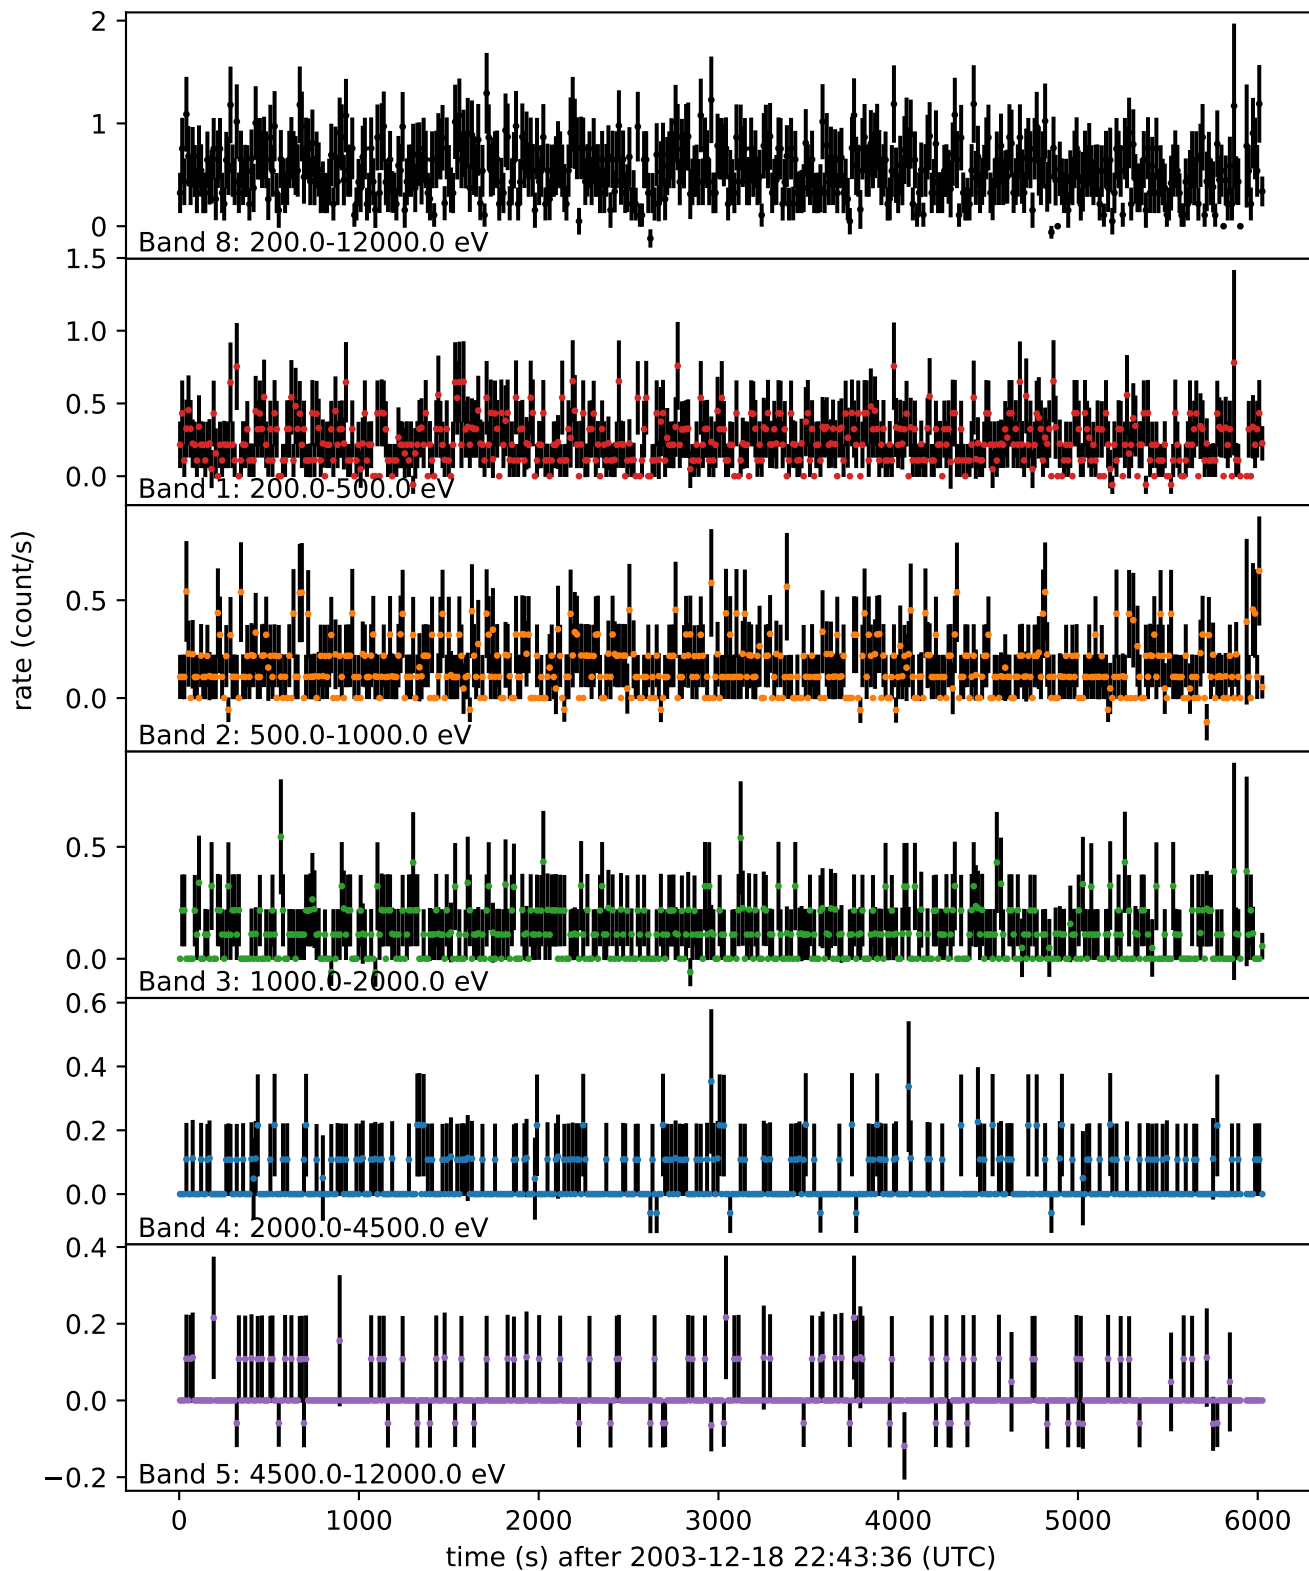 2
1
0
Band 8: 200.0-12000.0 eV
1.5
1.0
0.5
0.0
Band 1: 200.0-500.0 eV
0.5
0.0
Band 2: 500.0-1000.0 eV
rate (count/s)
0.5
0.0
Band 3: 1000.0-2000.0 eV
0.6
0.4
0.2
0.0
Band 4: 2000.0-4500.0 eV
0.4
0.2
0.0
−0.2
Band 5: 4500.0-12000.0 eV
0 1000 2000 3000 4000 5000 6000
time (s) after 2003-12-18 22:43:36 (UTC)